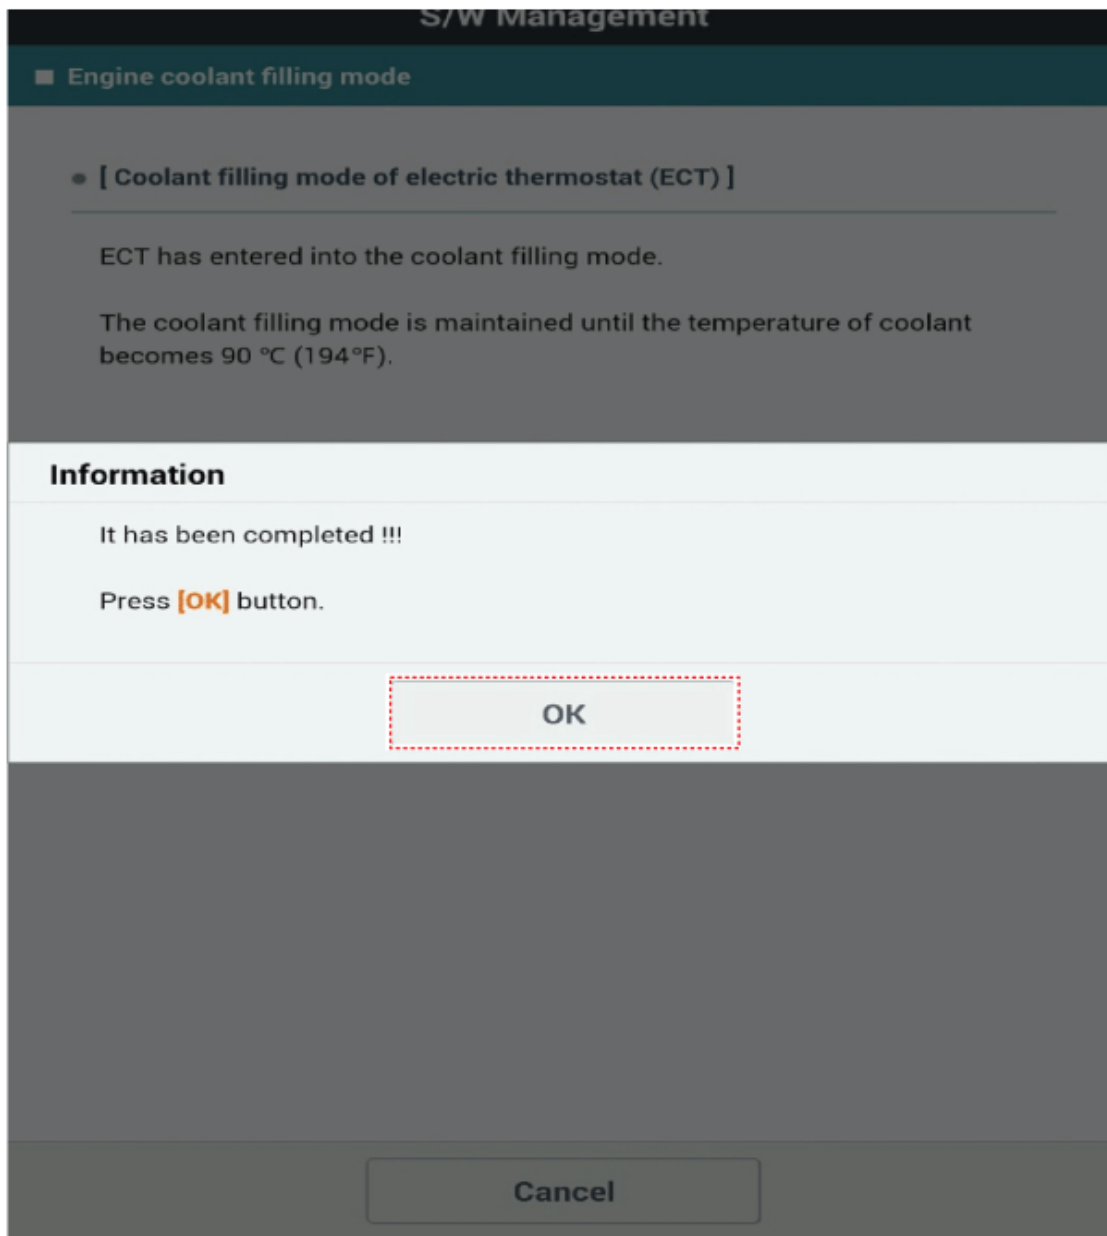 S/W Management
Engine coolant filling mode
[ Coolant filling mode of electric thermostat (ECT) ]
ECT has entered into the coolant filling mode.
The coolant filling mode is maintained until the temperature of coolant
becomes 90 ℃ (194°F).
Information
It has been completed !!!
Press [OK] button.
OK
Cancel